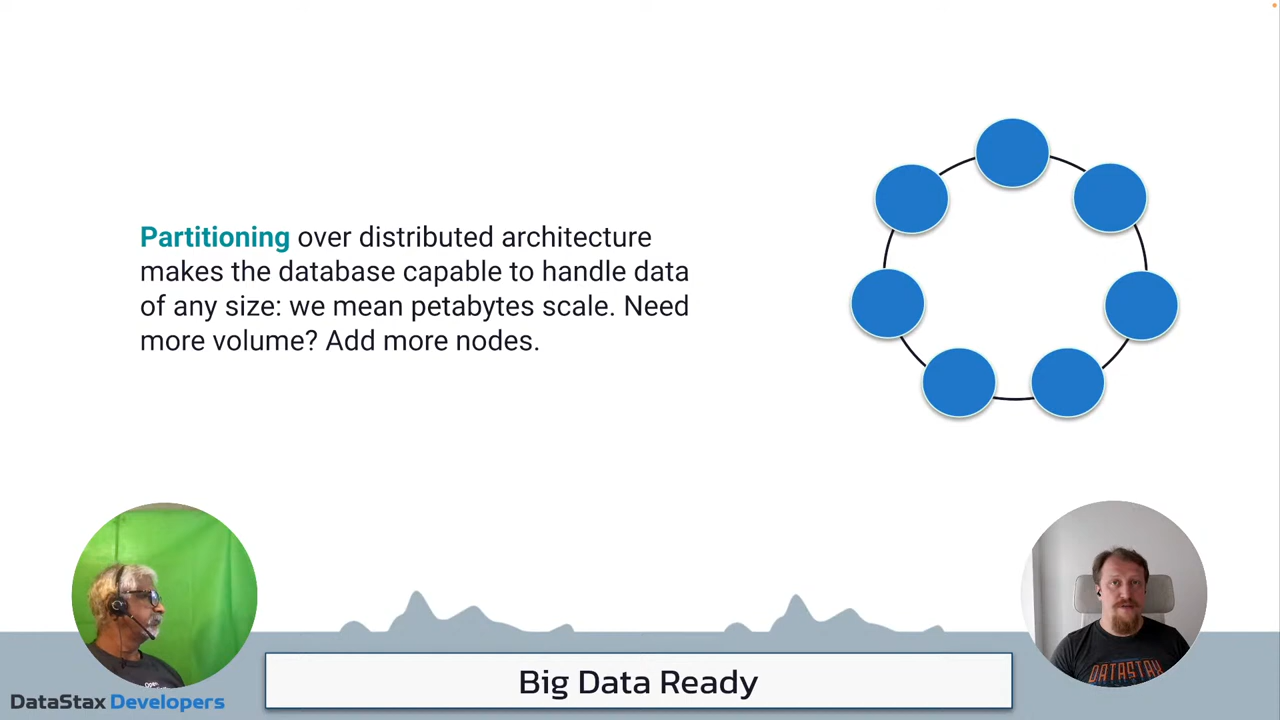 Partitioning over distributed architecture
makes the database capable to handle data
of any size: we mean petabytes scale. Need
more volume? Add more nodes.
DATASTAX
DataStax Developers
Big Data Ready